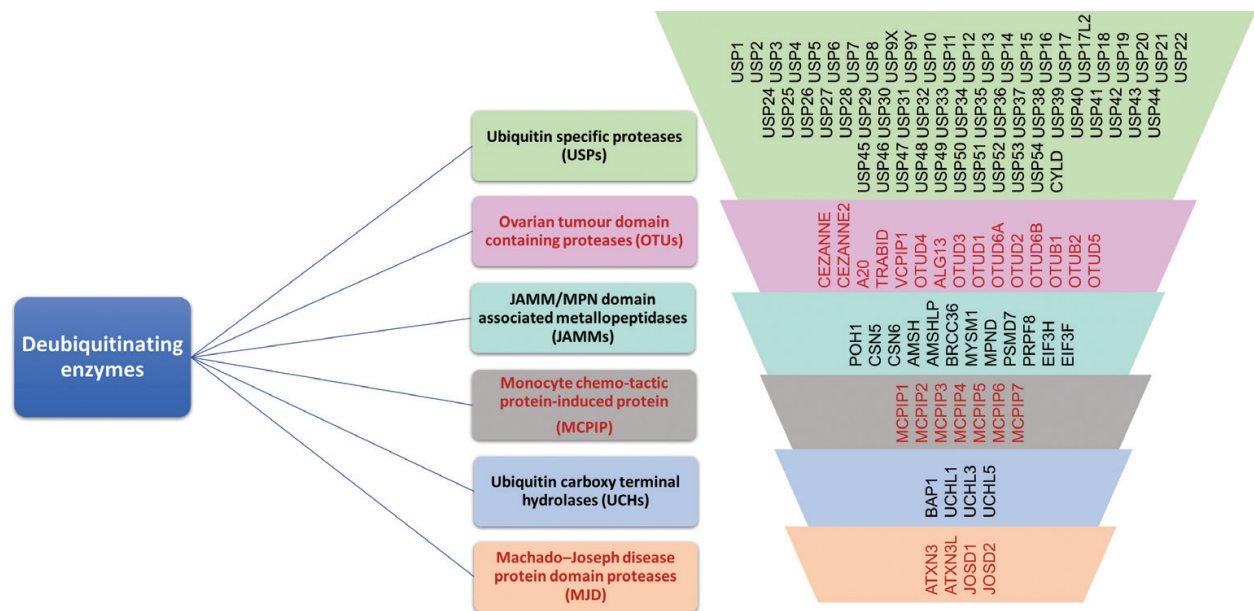 Deubiquitinating
enzymes
Ubiquitin specific proteases
(USPs)
Ovarian tumour domain
containing proteases (OTUs)
JAMM/MPN domain
associated metallopeptidases
(JAMMs)
Monocyte chemo-tactic
protein-induced protein
(MCPIP)
Ubiquitin carboxy terminal
hydrolases (UCHs)
Machado–Joseph disease
protein domain proteases
(MJD)
USP1
USP2
USP3
USP4
USP5
USP6
USP7
USP8
USP9X
USP9Y
USP10
USP11
USP12
USP13
USP14
USP15
USP16
USP17
USP17L2
USP18
USP19
USP20
USP21
USP22
USP24
USP25
USP26
USP27
USP28
USP29
USP30
USP31
USP32
USP33
USP34
USP35
USP36
USP37
USP38
USP39
USP40
USP41
USP42
USP43
USP44
USP45
USP46
USP47
USP48
USP49
USP50
USP51
USP52
USP53
USP54
CYLD
CEZANNE
CEZANNE2
A20
TRABID
VCPIP1
OTUD4
ALG13
OTUD3
OTUD1
OTUD6A
OTUD2
OTUD6B
OTUB1
OTUB2
OTUD5
POH1
CSN5
CSN6
AMSH
AMSHLP
BRCC36
MYSM1
MPND
PSMD7
PRPF8
EIF3H
EIF3F
MCPIP1
MCPIP2
MCPIP3
MCPIP4
MCPIP5
MCPIP6
MCPIP7
BAP1
UCHL1
UCHL3
UCHL5
ATXN3
ATXN3L
JOSD1
JOSD2